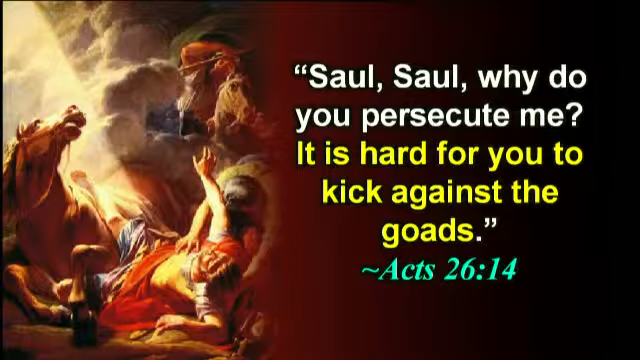 “Saul, Saul, why do
you persecute me?
It is hard for you to
kick against the
goads.”
~Acts 26:14